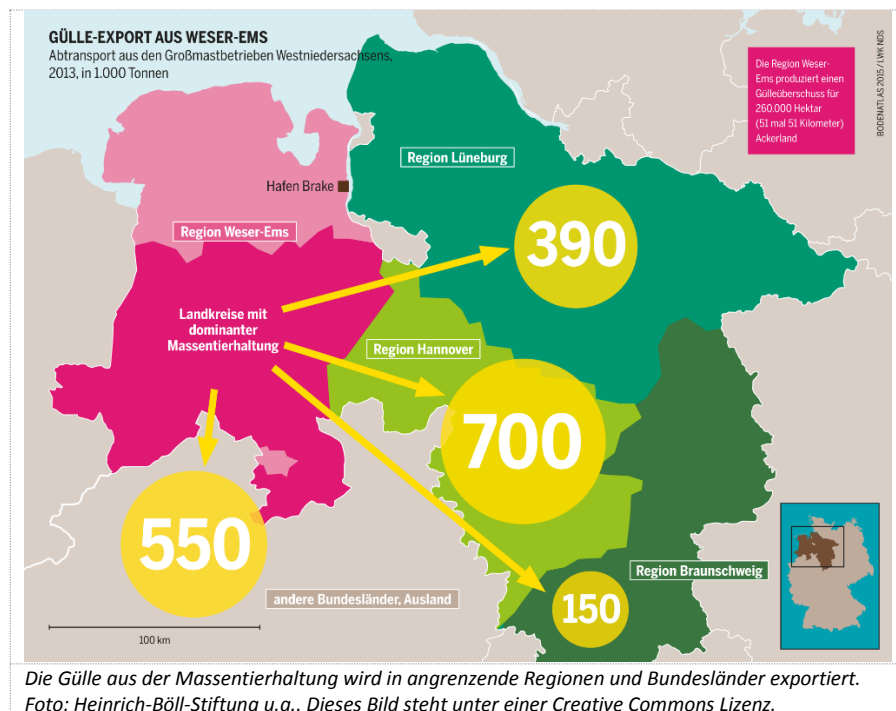 GÜLLE-EXPORT AUS WESER-EMS
Abtransport aus den Großmastbetrieben Westniedersachsens,
2013, in 1.000 Tonnen
Die Region Weser-
Ems produziert einen
Gülleüberschuss für
260.000 Hektar
(51 mal 51 Kilometer)
Ackerland
BODENATLAS 2015 / LWK NDS
Region Lüneburg
Hafen Brake
Region Weser-Ems
390
Landkreise mit
dominanter
Massentierhaltung
Region Hannover
700
550
Region Braunschweig
andere Bundesländer, Ausland
150
100 km
Die Gülle aus der Massentierhaltung wird in angrenzende Regionen und Bundesländer exportiert.
Foto: Heinrich-Böll-Stiftung u.a.. Dieses Bild steht unter einer Creative Commons Lizenz.